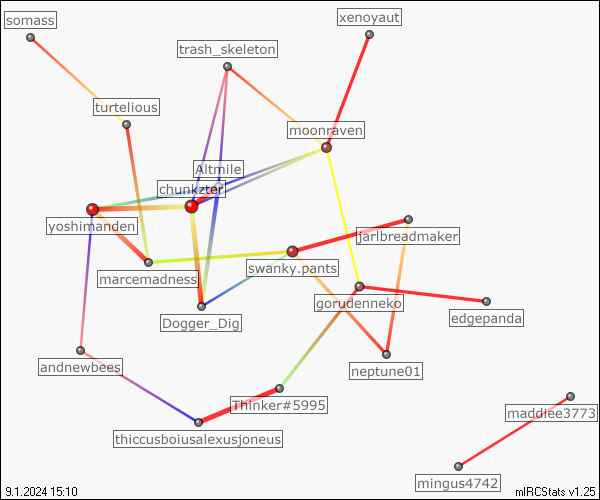 somass
xenoyaut
trash_skeleton
turtelious
moonraven
Altmile
chunkzter
yoshimanden
jarlbreadmaker
swanky.pants
marcemadness
gorudenneko
Dogger_Dig
edgepanda
andnewbees
neptune01
Thinker#5995
maddiee3773
thiccusboiusalexusjoneus
mingus4742
9.1.2024 15:10
mIRCStats v1.25